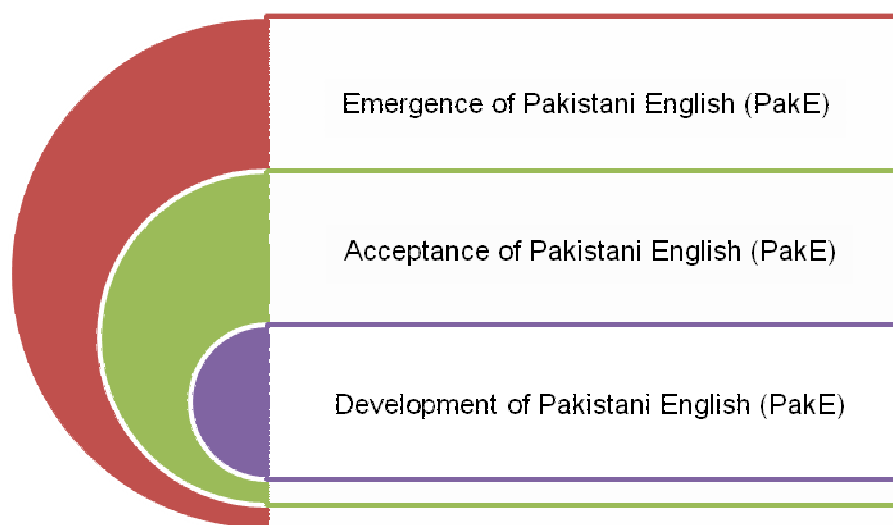 Emergence of Pakistani English (PakE)
Acceptance of Pakistani English (PakE)
Development of Pakistani English (PakE)